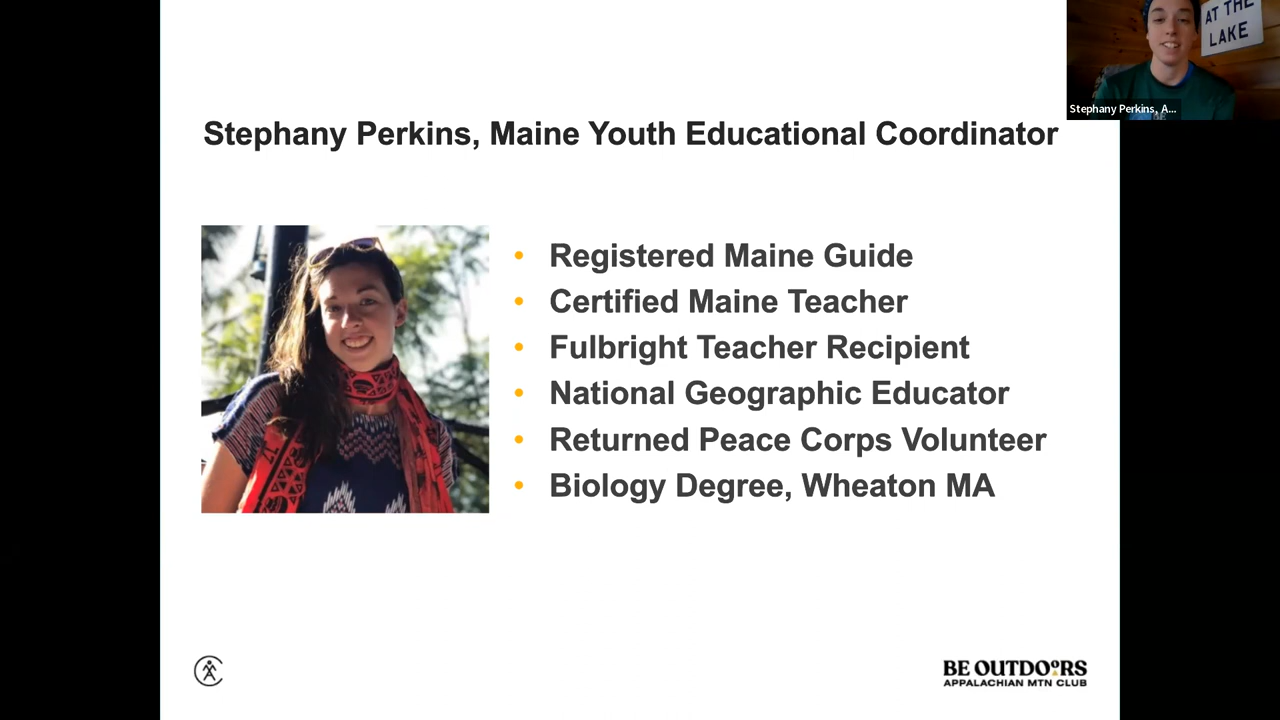 AT THE
LAKE
Stephany Perkins, A...
Stephany Perkins, Maine Youth Educational Coordinator
• Registered Maine Guide
• Certified Maine Teacher
• Fulbright Teacher Recipient
• National Geographic Educator
• Returned Peace Corps Volunteer
• Biology Degree, Wheaton MA
BE OUTDOORS
APPALACHIAN MTN CLUB